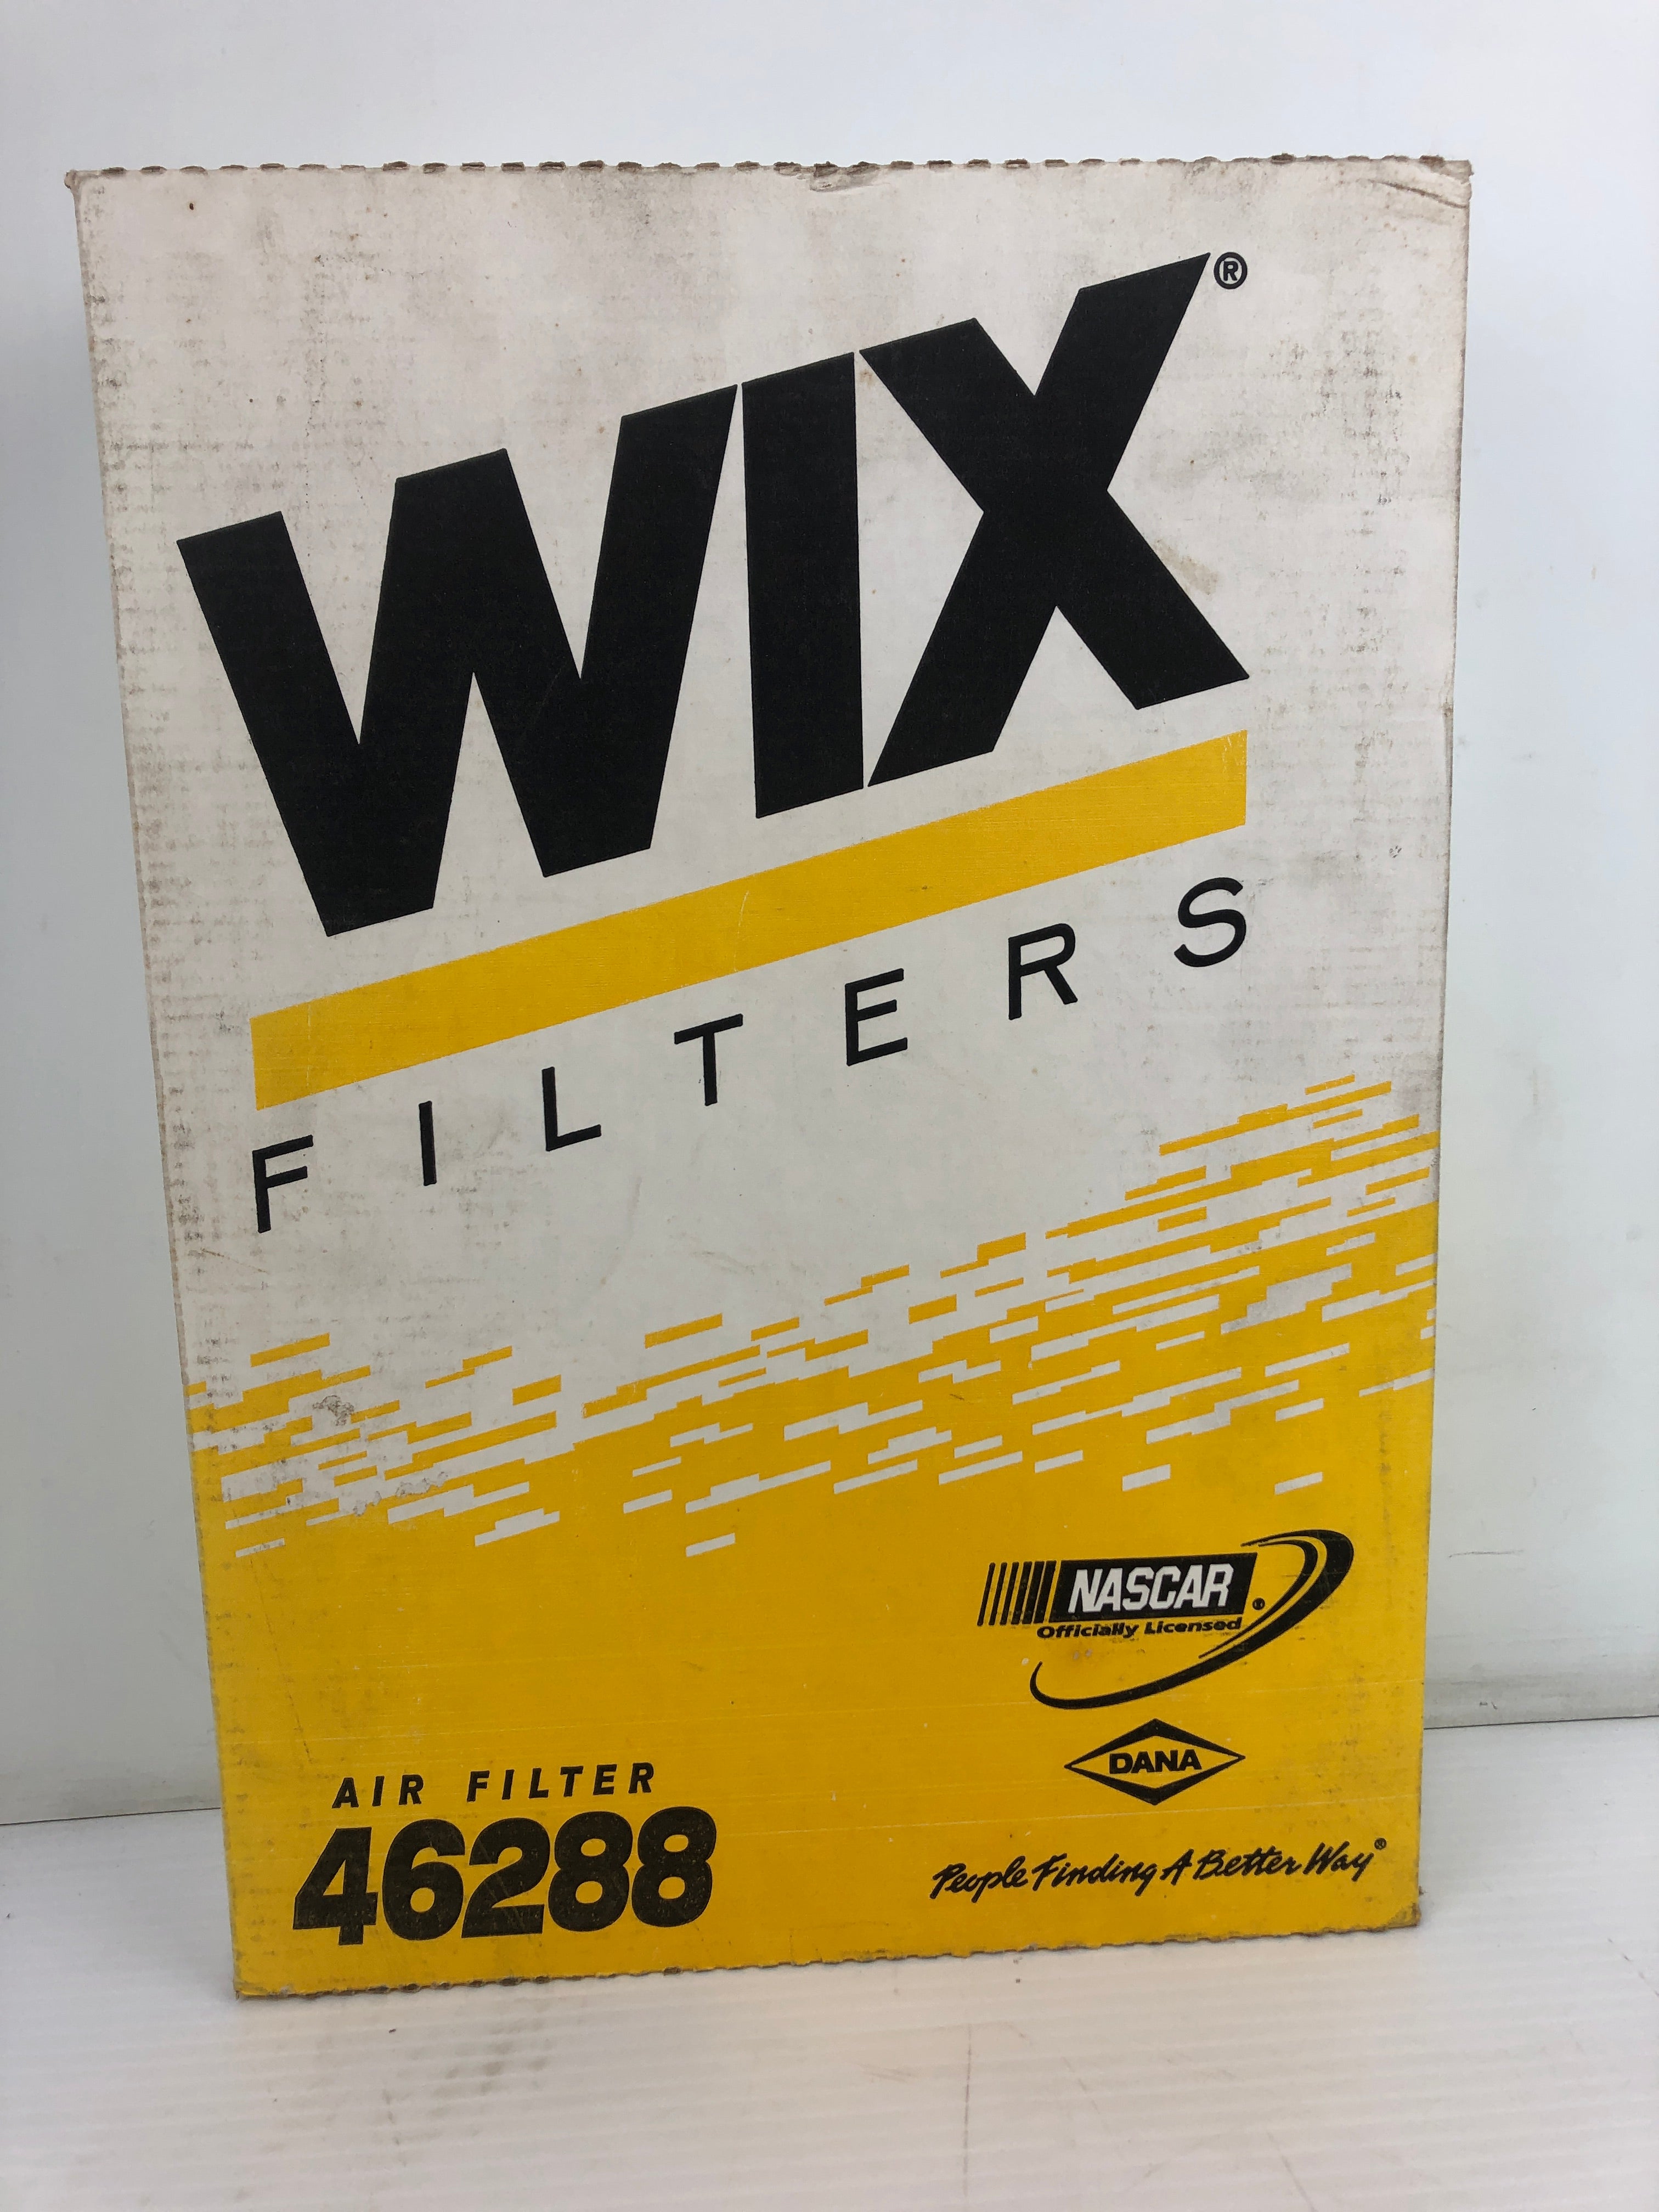 WIX®
FILTERS
NASCAR®
Officially Licensed
DANA
AIR FILTER
46288
People Finding A Better Way®